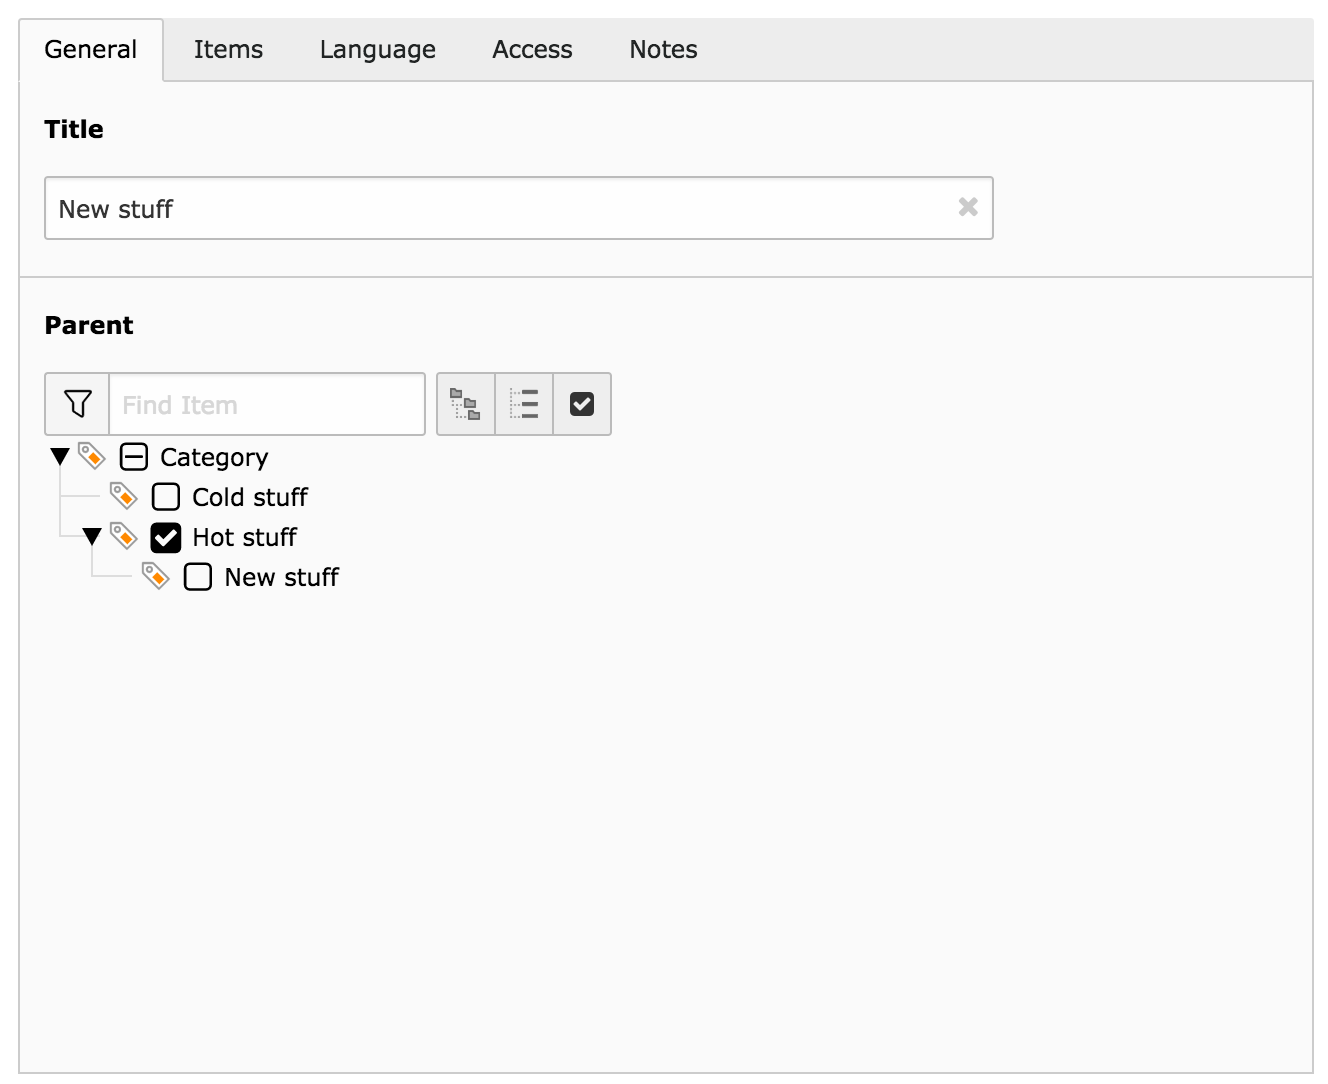 General Items Language Access Notes
Title
New stuff
Parent
Find Item
Category
Cold stuff
Hot stuff
New stuff